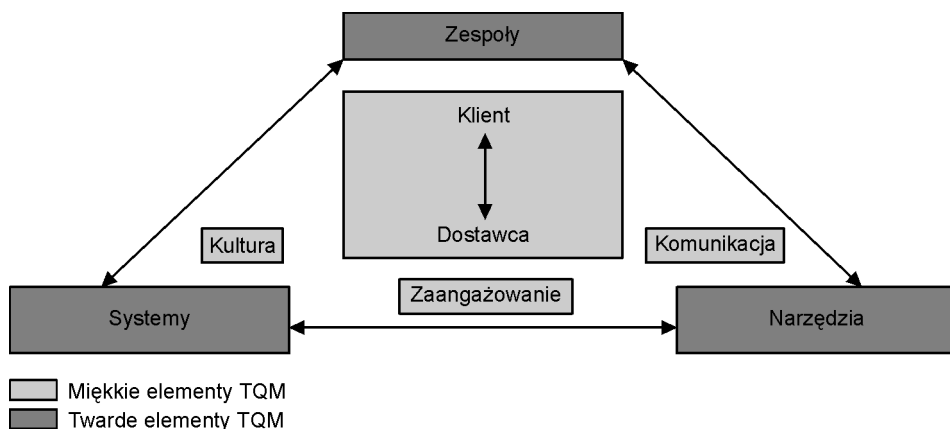 Zespoły
Klient
Dostawca
Kultura
Komunikacja
Zaangażowanie
Systemy
Narzędzia
Miękkie elementy TQM
Twarde elementy TQM